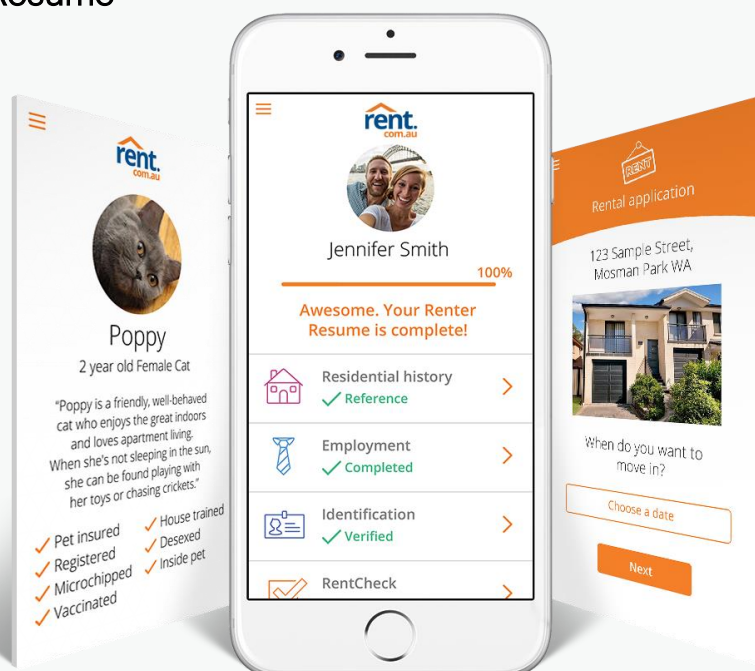 rent.
com.au
Poppy
2 year old Female Cat
"Poppy is a friendly, well-behaved
cat who enjoys the great indoors
and loves apartment living.
When she's not sleeping in the sun,
she can be found playing with
her toys or chasing crickets."
Pet insured
Registered
Microchipped
Vaccinated
House trained
Desexed
Inside pet
rent.
com.au
Jennifer Smith
100%
Awesome. Your Renter
Resume is complete!
Residential history
Reference
Employment
Completed
Identification
Verified
RentCheck
RENT
Rental application
123 Sample Street,
Mosman Park WA
When do you want to
move in?
Choose a date
Next